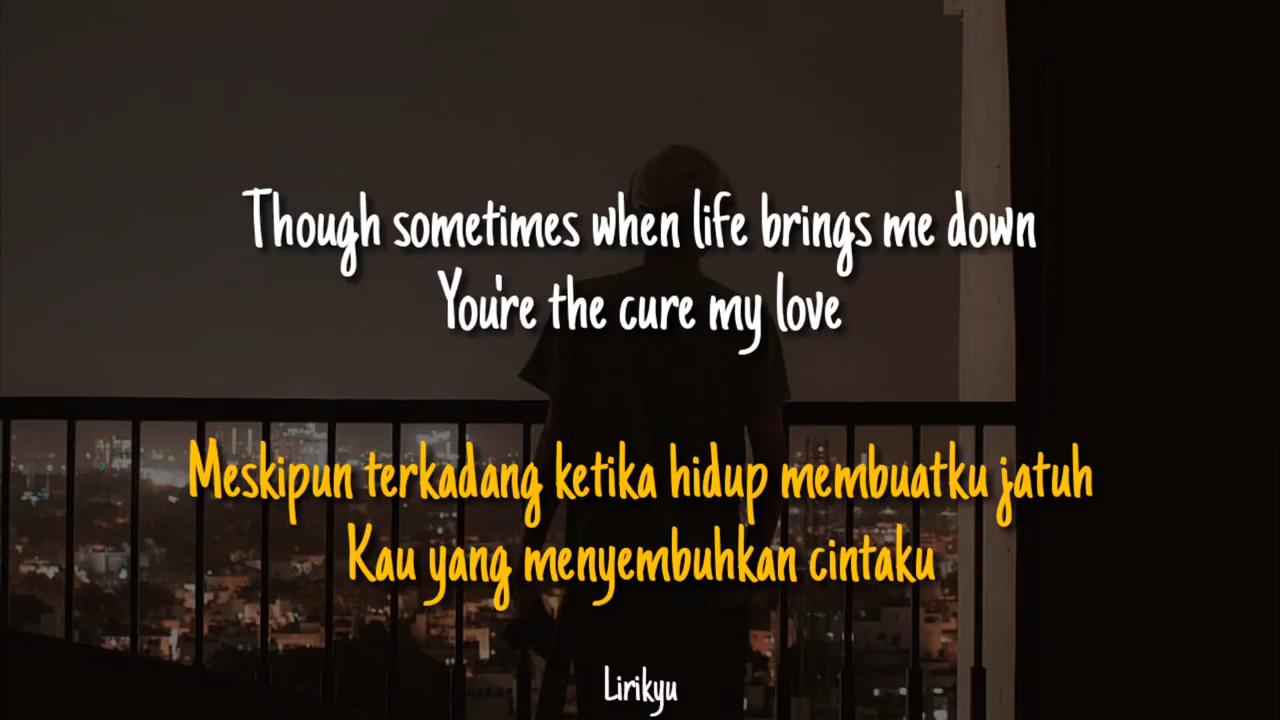 Though sometimes when life brings me down
You're the cure my love
Meskipun terkadang ketika hidup membuatku jatuh
Kau yang menyembuhkan cintaku
Lirikyu